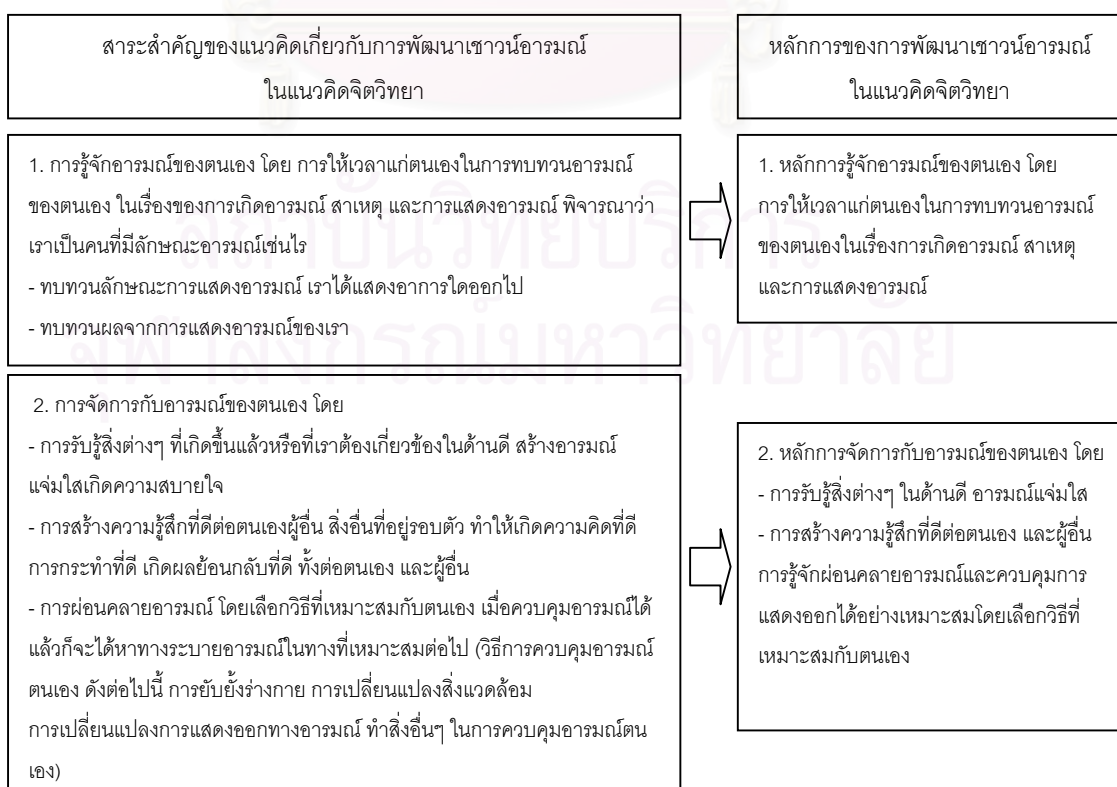 สาระสำคัญของแนวคิดเกี่ยวกับการพัฒนาเชาวน์อารมณ์
ในแนวคิดจิตวิทยา
หลักการของการพัฒนาเชาวน์อารมณ์
ในแนวคิดจิตวิทยา
1. การรู้จักอารมณ์ของตนเอง โดย การให้เวลาแก่ตนเองในการทบทวนอารมณ์
ของตนเอง ในเรื่องของการเกิดอารมณ์ สาเหตุ และการแสดงอารมณ์ พิจารณาว่า
เราเป็นคนที่มีลักษณะอารมณ์เช่นไร
- ทบทวนลักษณะการแสดงอารมณ์ เราได้แสดงอาการใดออกไป
- ทบทวนผลจากการแสดงอารมณ์ของเรา
1. หลักการรู้จักอารมณ์ของตนเอง โดย
การให้เวลาแก่ตนเองในการทบทวนอารมณ์
ของตนเองในเรื่องการเกิดอารมณ์ สาเหตุ
และการแสดงอารมณ์
2. การจัดการกับอารมณ์ของตนเอง โดย
- การรับรู้สิ่งต่างๆ ที่เกิดขึ้นแล้วหรือที่เราต้องเกี่ยวข้องในด้านดี สร้างอารมณ์
แจ่มใสเกิดความสบายใจ
- การสร้างความรู้สึกที่ดีต่อตนเองผู้อื่น สิ่งอื่นที่อยู่รอบตัว ทำให้เกิดความคิดที่ดี
การกระทำที่ดี เกิดผลย้อนกลับที่ดี ทั้งต่อตนเอง และผู้อื่น
- การผ่อนคลายอารมณ์ โดยเลือกวิธีที่เหมาะสมกับตนเอง เมื่อควบคุมอารมณ์ได้
แล้วก็จะได้หาทางระบายอารมณ์ในทางที่เหมาะสมต่อไป (วิธีการควบคุมอารมณ์
ตนเอง ดังต่อไปนี้ การยับยั้งร่างกาย การเปลี่ยนแปลงสิ่งแวดล้อม
การเปลี่ยนแปลงการแสดงออกทางอารมณ์ ทำสิ่งอื่นๆ ในการควบคุมอารมณ์ตน
เอง)
2. หลักการจัดการกับอารมณ์ของตนเอง โดย
- การรับรู้สิ่งต่างๆ ในด้านดี อารมณ์แจ่มใส
- การสร้างความรู้สึกที่ดีต่อตนเอง และผู้อื่น
การรู้จักผ่อนคลายอารมณ์และควบคุมการ
แสดงออกได้อย่างเหมาะสมโดยเลือกวิธีที่
เหมาะสมกับตนเอง
สถาบันวิทยบริการ
จุฬาลงกรณ์มหาวิทยาลัย